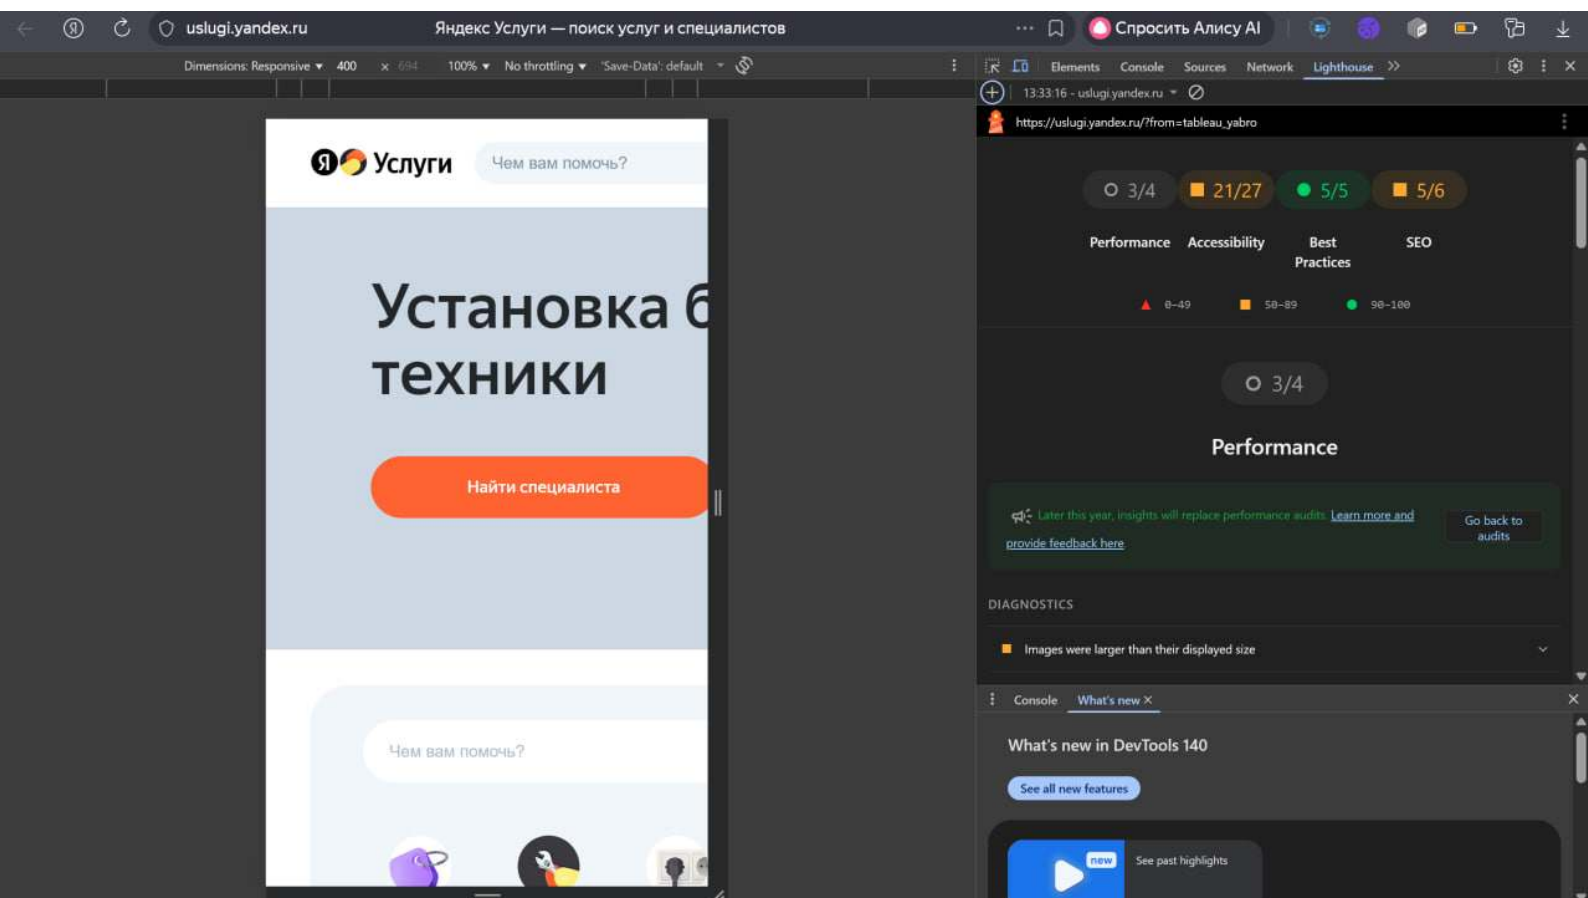 Я
uslugi.yandex.ru
Яндекс Услуги — поиск услуг и специалистов
Спросить Алису AI
Dimensions: Responsive
400 x 694
100%
No throttling
'Save-Data': default
Elements Console Sources Network Lighthouse
13:33:16 - uslugi.yandex.ru
https://uslugi.yandex.ru/?from=tableau_yabro
Я Услуги
Чем вам помочь?
Установка б
техники
Найти специалиста
Чем вам помочь?
3/4 21/27 5/5 5/6
Performance Accessibility Best Practices SEO
0–49 50–89 90–100
3/4
Performance
Later this year, insights will replace performance audits. Learn more and
provide feedback here
Go back to
audits
DIAGNOSTICS
Images were larger than their displayed size
Console What's new
What's new in DevTools 140
See all new features
new
See past highlights